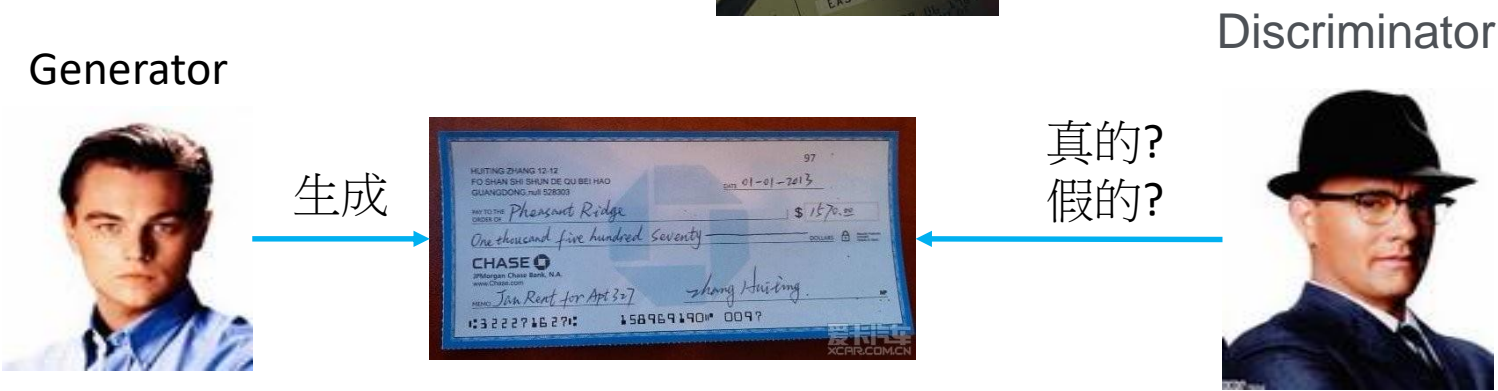 Discriminator
Generator
生成
真的?
假的?
97
HUITING ZHANG 12-12
FO SHAN SHI SHUN DE QU BEI HAO
GUANGDONG,null 528303
DATE 01-01-2013
PAY TO THE
ORDER OF Pheasant Ridge $ 1570.00
One thousand five hundred Seventy DOLLARS
CHASE
JPMorgan Chase Bank, N.A.
www.Chase.com
MEMO Jan Rent for Apt 327 Zhang Huiting MP
⑆322271627⑆ 158969190⑈ 0097
爱卡汽车
XCAR.COM.CN